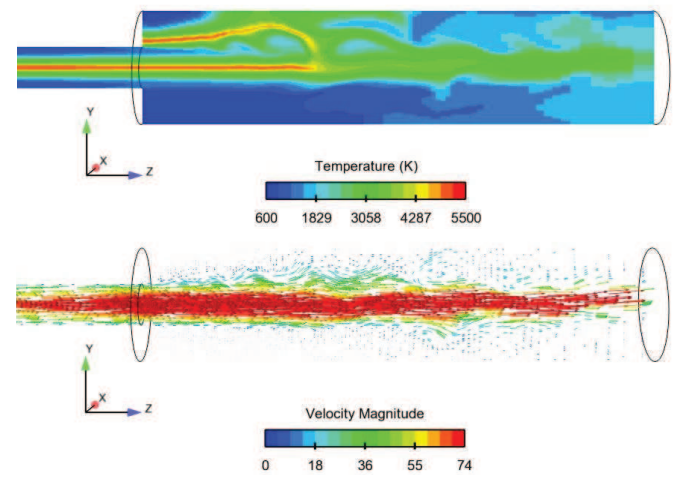 Y
X
Z
Temperature (K)
600 1829 3058 4287 5500
Y
X
Z
Velocity Magnitude
0 18 36 55 74